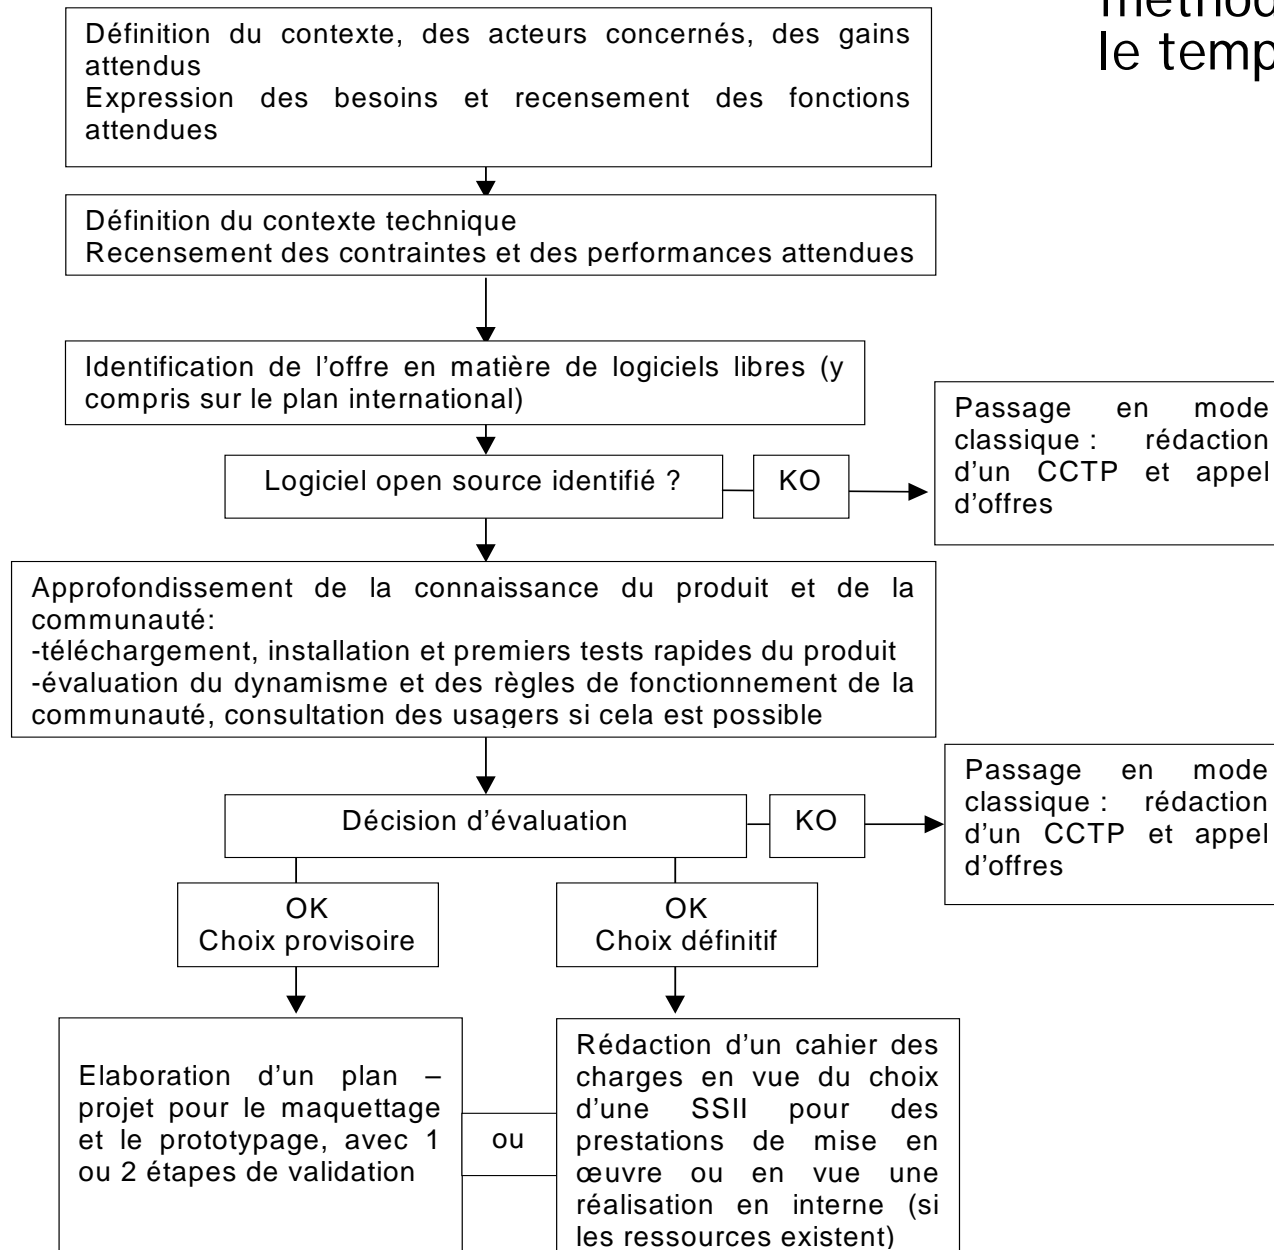 méthod
le temp
Définition du contexte, des acteurs concernés, des gains
attendus
Expression des besoins et recensement des fonctions
attendues
Définition du contexte technique
Recensement des contraintes et des performances attendues
Identification de l’offre en matière de logiciels libres (y
compris sur le plan international)
Logiciel open source identifié ?
KO
Passage en mode
classique : rédaction
d’un CCTP et appel
d’offres
Approfondissement de la connaissance du produit et de la
communauté:
-téléchargement, installation et premiers tests rapides du produit
-évaluation du dynamisme et des règles de fonctionnement de la
communauté, consultation des usagers si cela est possible
Décision d’évaluation
KO
Passage en mode
classique : rédaction
d’un CCTP et appel
d’offres
OK
Choix provisoire
OK
Choix définitif
Elaboration d’un plan –
projet pour le maquettage
et le prototypage, avec 1
ou 2 étapes de validation
ou
Rédaction d’un cahier des
charges en vue du choix
d’une SSII pour des
prestations de mise en
œuvre ou en vue une
réalisation en interne (si
les ressources existent)